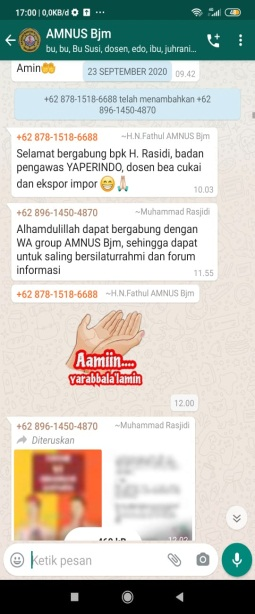 17:00 | 0,0KB/d
AMNUS Bjm
bu, bu, Bu Susi, dosen, edo, ibu, juhrani...
Amin🤲
09.42
23 SEPTEMBER 2020
+62 878-1518-6688 telah menambahkan +62
896-1450-4870
+62 878-1518-6688 ~H.N.Fathul AMNUS Bjm
Selamat bergabung bpk H. Rasidi, badan
pengawas YAPERINDO, dosen bea cukai
dan ekspor impor 😁🙏
10.03
+62 896-1450-4870 ~Muhammad Rasjidi
Alhamdulillah dapat bergabung dengan
WA group AMNUS Bjm, sehingga dapat
untuk saling bersilaturrahmi dan forum
informasi
11.55
+62 878-1518-6688 ~H.N.Fathul AMNUS Bjm
Aamiin....
yarabbala'lamin
12.00
+62 896-1450-4870 ~Muhammad Rasjidi
Diteruskan
12.02
Ketik pesan